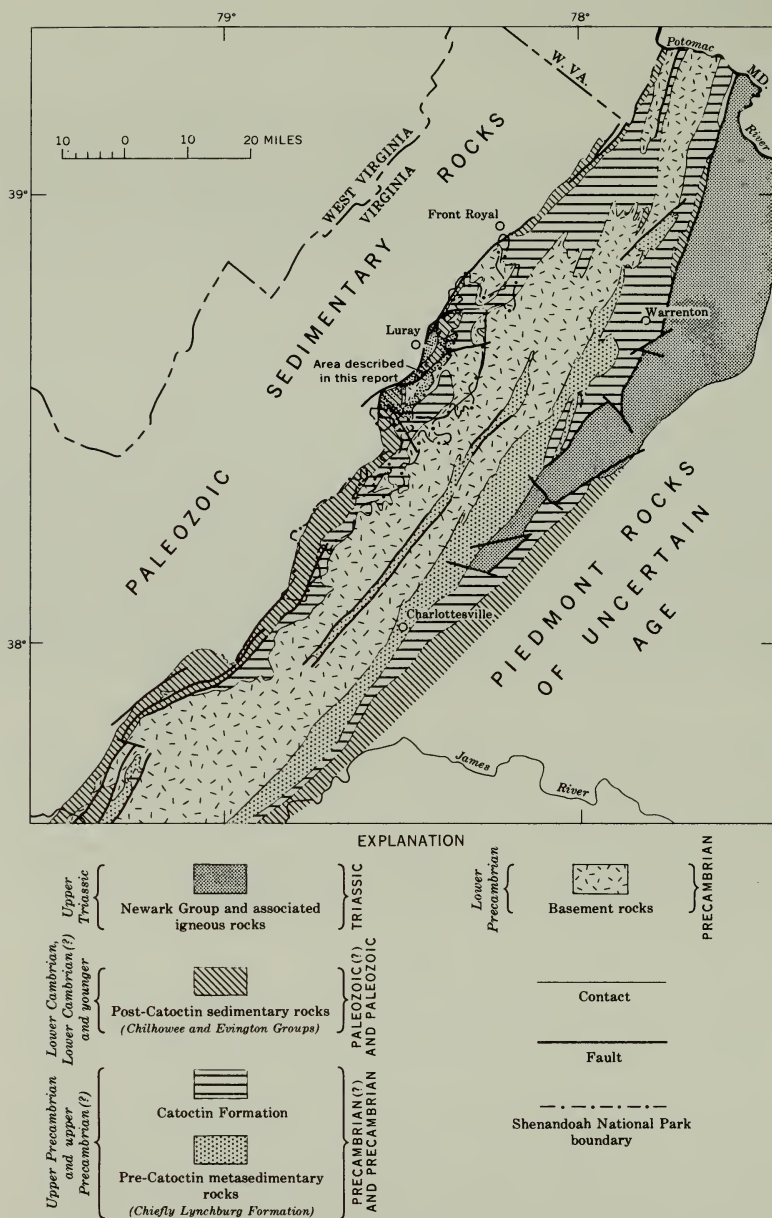 79°
78°
Potomac
MD.
River
W. VA.
10 0 10 20 MILES
WEST VIRGINIA
VIRGINIA
ROCKS
39°
Front Royal
SEDIMENTARY
Luray
Warrenton
Area described
in this report
PALEOZOIC
PIEDMONT ROCKS
OF UNCERTAIN
AGE
Charlottesville
38°
James
River
EXPLANATION
Upper
Triassic
Newark Group and associated
igneous rocks
TRIASSIC
Lower Cambrian,
Lower Cambrian(?)
and younger
Post-Catoctin sedimentary rocks
(Chilhowee and Evington Groups)
PALEOZOIC(?)
AND PALEOZOIC
Upper Precambrian
and upper
Precambrian(?)
Catoctin Formation
Pre-Catoctin metasedimentary
rocks
(Chiefly Lynchburg Formation)
PRECAMBRIAN(?)
AND PRECAMBRIAN
Lower
Precambrian
Basement rocks
PRECAMBRIAN
Contact
Fault
Shenandoah National Park
boundary